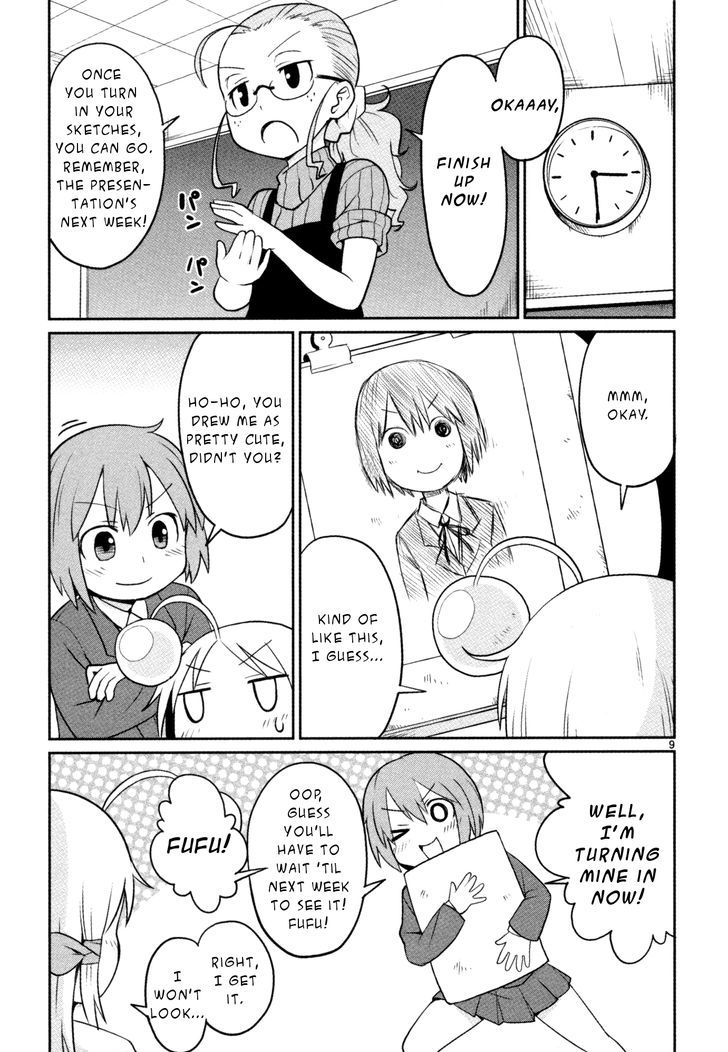 OKAAAY,
FINISH
UP
NOW!
ONCE
YOU TURN
IN YOUR
SKETCHES,
YOU CAN GO.
REMEMBER,
THE PRESEN-
TATION'S
NEXT WEEK!
パン
パン
MMM,
OKAY.
KIND OF
LIKE THIS,
I GUESS...
HO-HO, YOU
DREW ME AS
PRETTY CUTE,
DIDN'T YOU?
9
WELL,
I'M
TURNING
MINE IN
NOW!
OOP,
GUESS
YOU'LL
HAVE TO
WAIT 'TIL
NEXT WEEK
TO SEE IT!
FUFU!
FUFU!
RIGHT,
I GET
IT.
I
WON'T
LOOK...